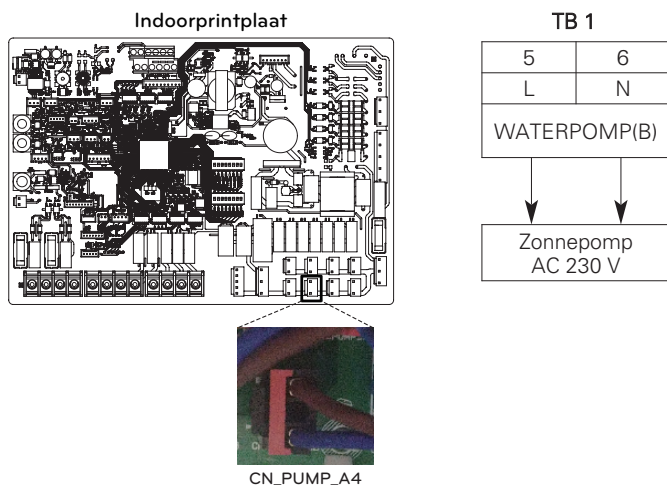 Indoorprintplaat
TB 1
5 6
L N
WATERPOMP(B)
Zonnepomp
AC 230 V
CN_PUMP_A4